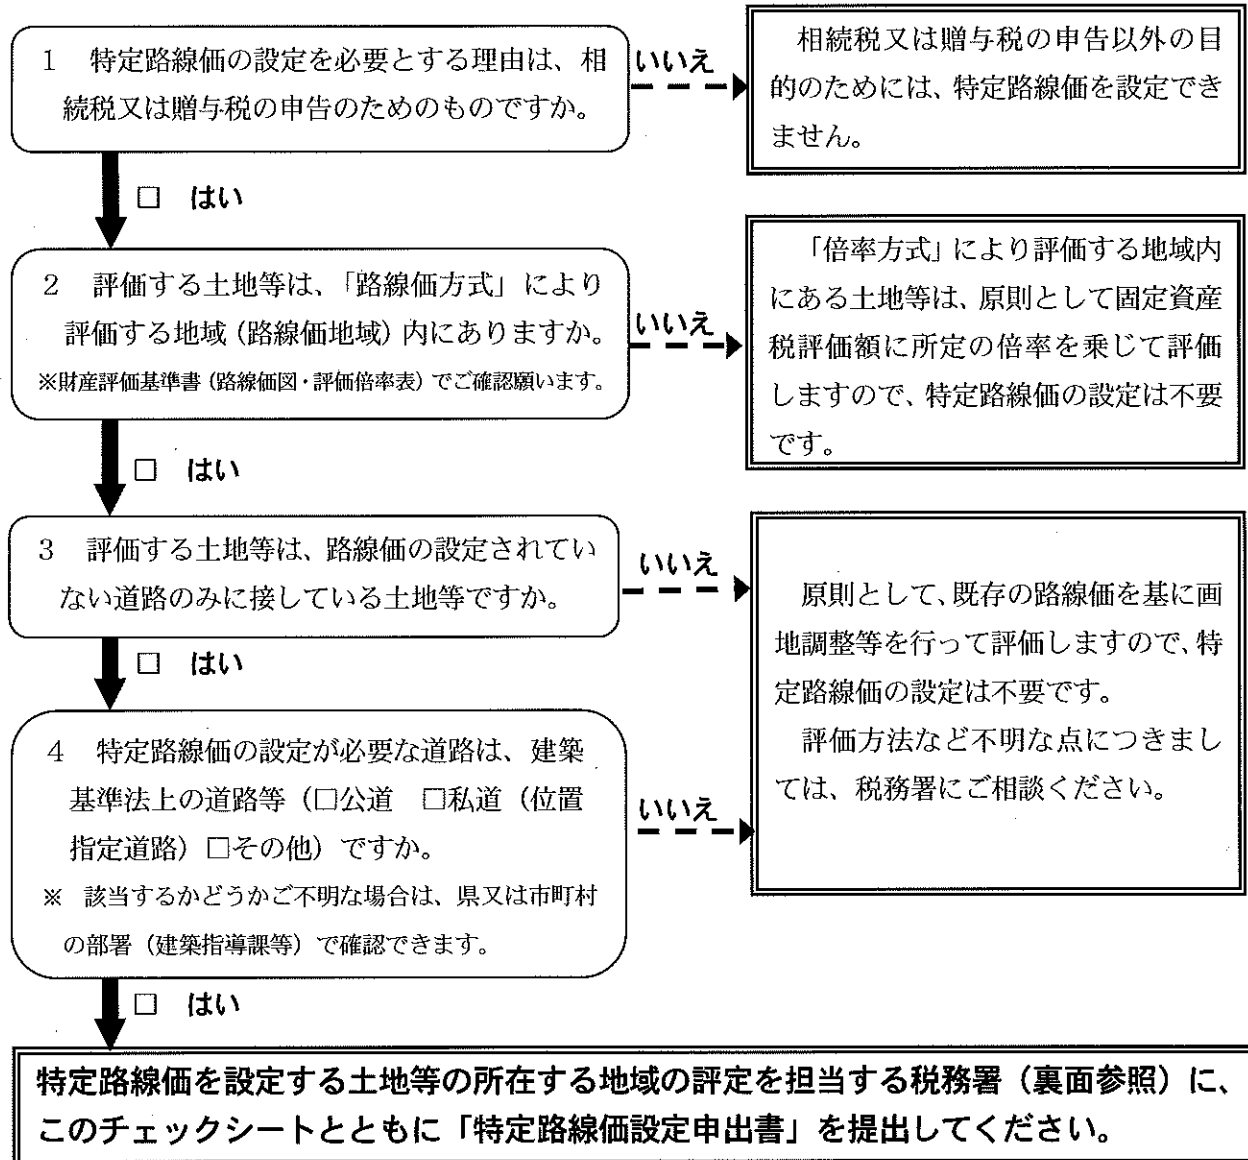 1　特定路線価の設定を必要とする理由は、相
続税又は贈与税の申告のためのものですか。
いいえ
相続税又は贈与税の申告以外の目
的のためには、特定路線価を設定でき
ません。
□　はい
2　評価する土地等は、「路線価方式」により
評価する地域（路線価地域）内にありますか。
※財産評価基準書（路線価図・評価倍率表）でご確認願います。
いいえ
「倍率方式」により評価する地域内
にある土地等は、原則として固定資産
税評価額に所定の倍率を乗じて評価
しますので、特定路線価の設定は不要
です。
□　はい
3　評価する土地等は、路線価の設定されてい
ない道路のみに接している土地等ですか。
いいえ
原則として、既存の路線価を基に画
地調整等を行って評価しますので、特
定路線価の設定は不要です。
評価方法など不明な点につきまし
ては、税務署にご相談ください。
□　はい
4　特定路線価の設定が必要な道路は、建築
基準法上の道路等（□公道　□私道（位置
指定道路）□その他）ですか。
※　該当するかどうかご不明な場合は、県又は市町村
の部署（建築指導課等）で確認できます。
いいえ
□　はい
特定路線価を設定する土地等の所在する地域の評定を担当する税務署（裏面参照）に、
このチェックシートとともに「特定路線価設定申出書」を提出してください。